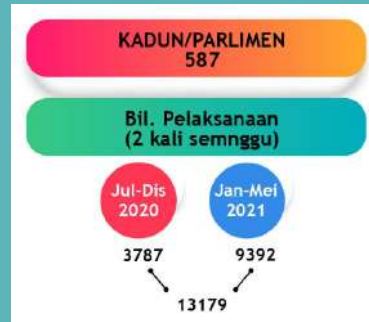 KADUN/PARLIMEN
587
Bil. Pelaksanaan
(2 kali semnggu)
Jul-Dis
2020
Jan-Mei
2021
3787
9392
13179